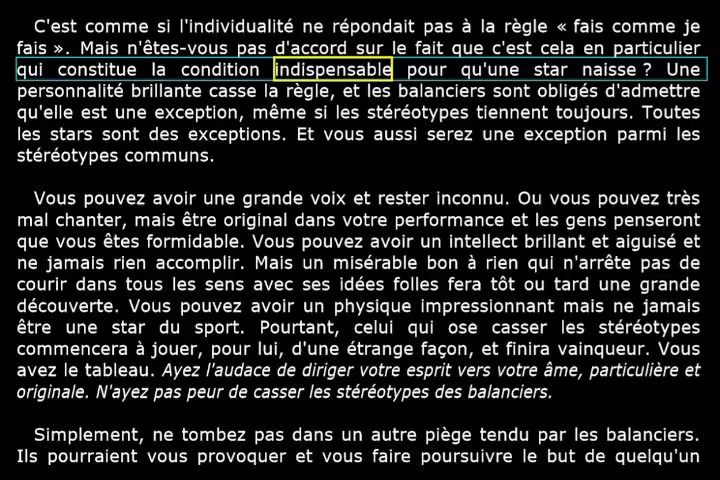 C'est comme si l'individualité ne répondait pas à la règle « fais comme je
fais ». Mais n'êtes-vous pas d'accord sur le fait que c'est cela en particulier
qui constitue la condition indispensable pour qu'une star naisse ? Une
personnalité brillante casse la règle, et les balanciers sont obligés d'admettre
qu'elle est une exception, même si les stéréotypes tiennent toujours. Toutes
les stars sont des exceptions. Et vous aussi serez une exception parmi les
stéréotypes communs.
Vous pouvez avoir une grande voix et rester inconnu. Ou vous pouvez très
mal chanter, mais être original dans votre performance et les gens penseront
que vous êtes formidable. Vous pouvez avoir un intellect brillant et aiguisé et
ne jamais rien accomplir. Mais un misérable bon à rien qui n'arrête pas de
courir dans tous les sens avec ses idées folles fera tôt ou tard une grande
découverte. Vous pouvez avoir un physique impressionnant mais ne jamais
être une star du sport. Pourtant, celui qui ose casser les stéréotypes
commencera à jouer, pour lui, d'une étrange façon, et finira vainqueur. Vous
avez le tableau. Ayez l'audace de diriger votre esprit vers votre âme, particulière et
originale. N'ayez pas peur de casser les stéréotypes des balanciers.
Simplement, ne tombez pas dans un autre piège tendu par les balanciers.
Ils pourraient vous provoquer et vous faire poursuivre le but de quelqu'un